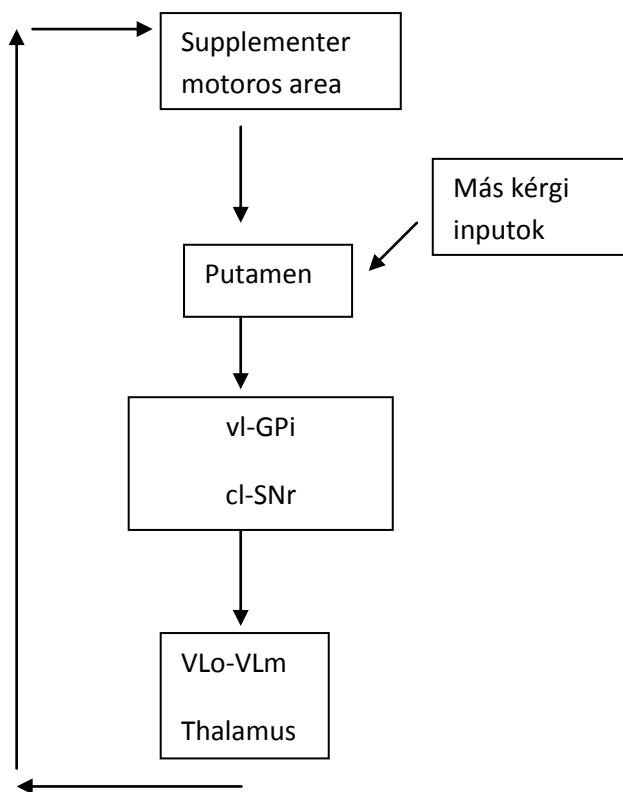 Supplementer
motoros area
Más kérgi
inputok
Putamen
vl-GPi
cl-SNr
VLo-VLm
Thalamus